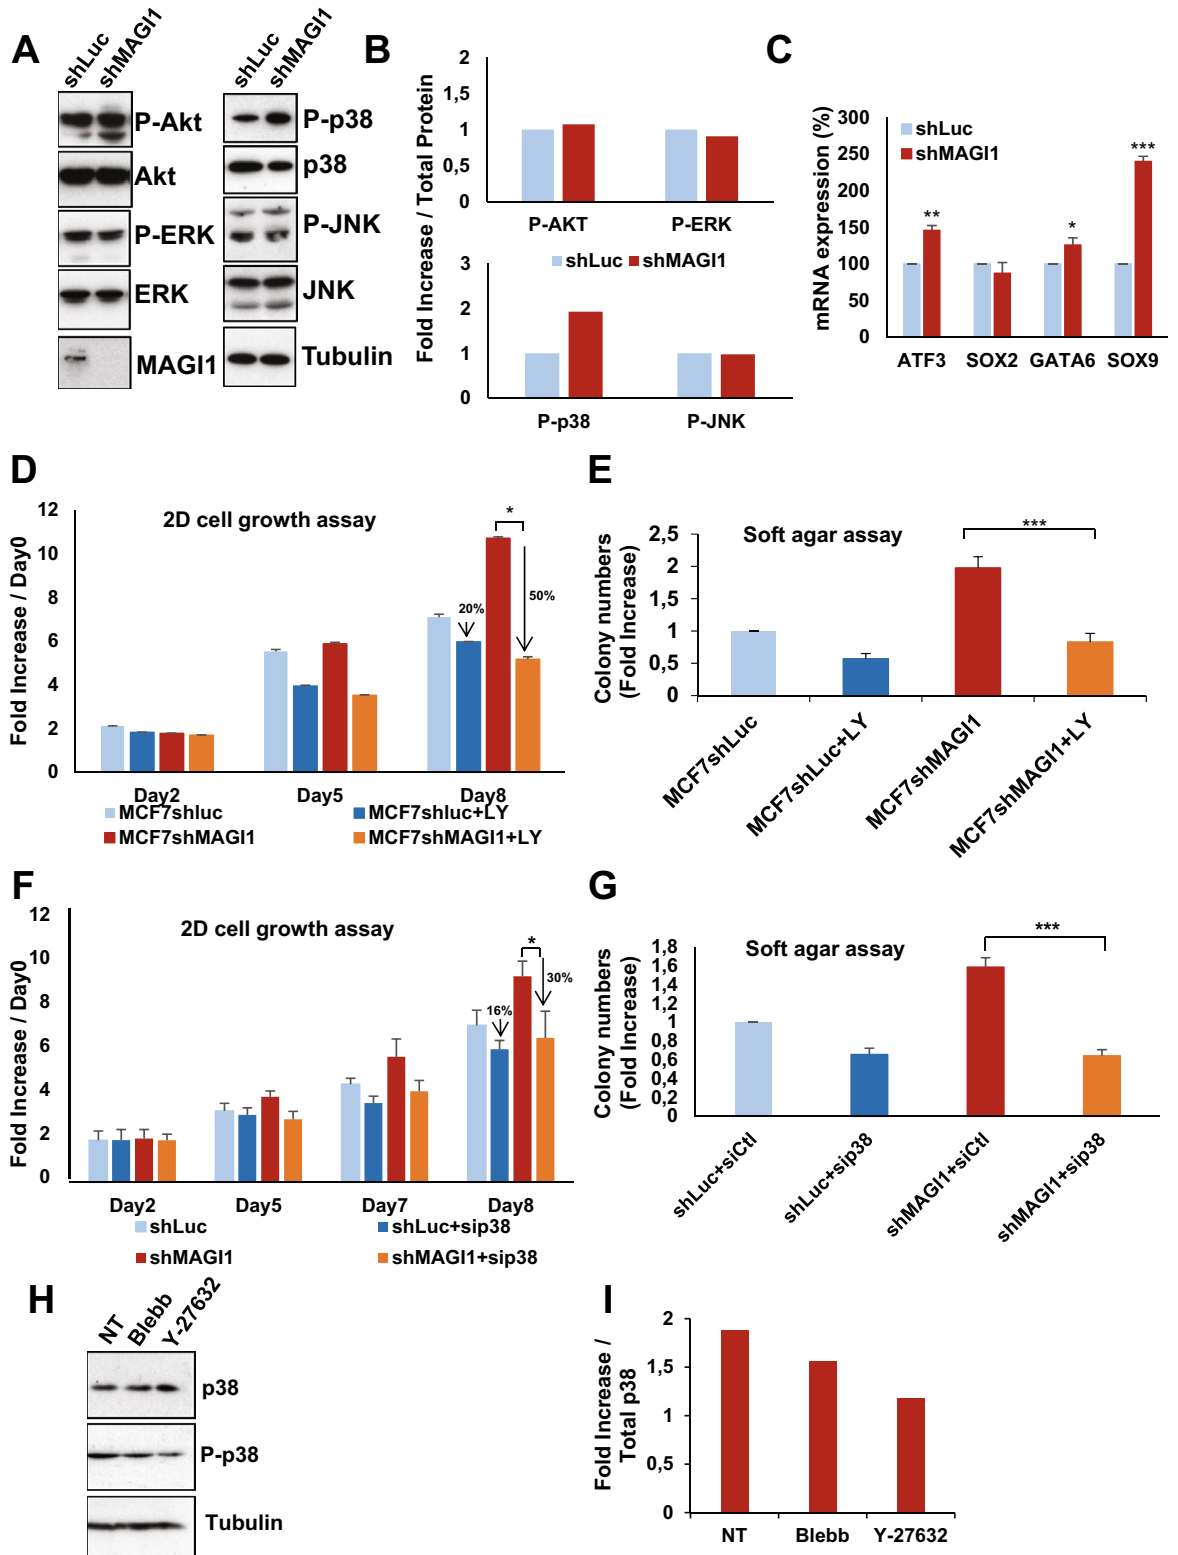 A
shLuc
shMAGI1
P-Akt
Akt
P-ERK
ERK
MAGI1
shLuc
shMAGI1
P-p38
p38
P-JNK
JNK
Tubulin
B
Fold Increase / Total Protein
2
1,5
1
0,5
0
P-AKT
P-ERK
shLuc
shMAGI1
3
2
1
0
P-p38
P-JNK
C
mRNA expression (%)
300
250
200
150
100
50
0
shLuc
shMAGI1
**
*
***
ATF3
SOX2
GATA6
SOX9
D
2D cell growth assay
Fold Increase / Day0
12
10
8
6
4
2
0
20%
*
50%
Day2
Day5
Day8
MCF7shluc
MCF7shluc+LY
MCF7shMAGI1
MCF7shMAGI1+LY
E
Soft agar assay
Colony numbers
(Fold Increase)
2,5
2
1,5
1
0,5
0
***
MCF7shLuc
MCF7shLuc+LY
MCF7shMAGI1
MCF7shMAGI1+LY
F
2D cell growth assay
Fold Increase / Day0
12
10
8
6
4
2
0
16%
*
30%
Day2
Day5
Day7
Day8
shLuc
shLuc+sip38
shMAGI1
shMAGI1+sip38
G
Soft agar assay
Colony numbers
(Fold Increase)
1,8
1,6
1,4
1,2
1
0,8
0,6
0,4
0,2
0
***
shLuc+siCtl
shLuc+sip38
shMAGI1+siCtl
shMAGI1+sip38
H
NT
Blebb
Y-27632
p38
P-p38
Tubulin
I
Fold Increase /
Total p38
2
1,5
1
0,5
0
NT
Blebb
Y-27632